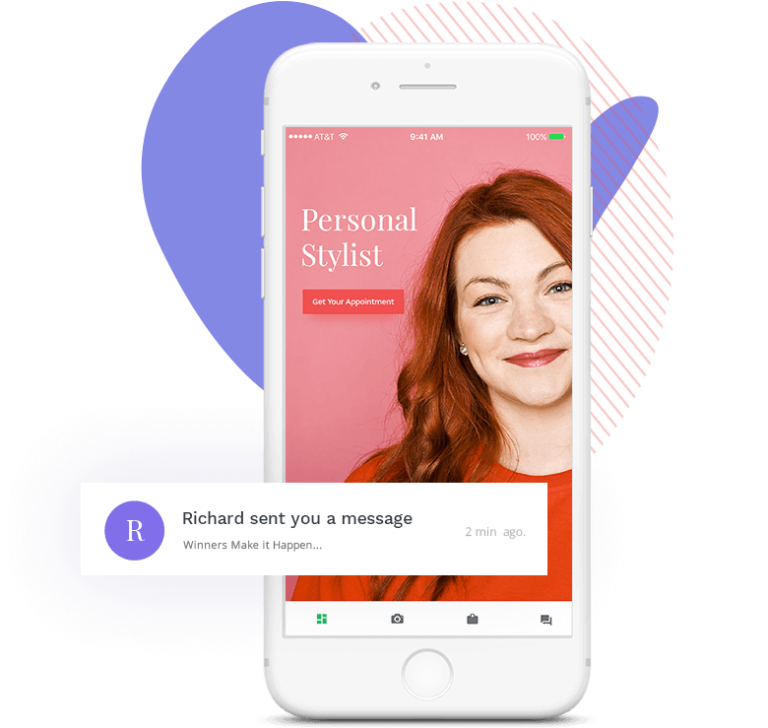 AT&T 9:41 AM 100%
Personal
Stylist
Get Your Appointment
R
Richard sent you a message
2 min ago.
Winners Make it Happen...